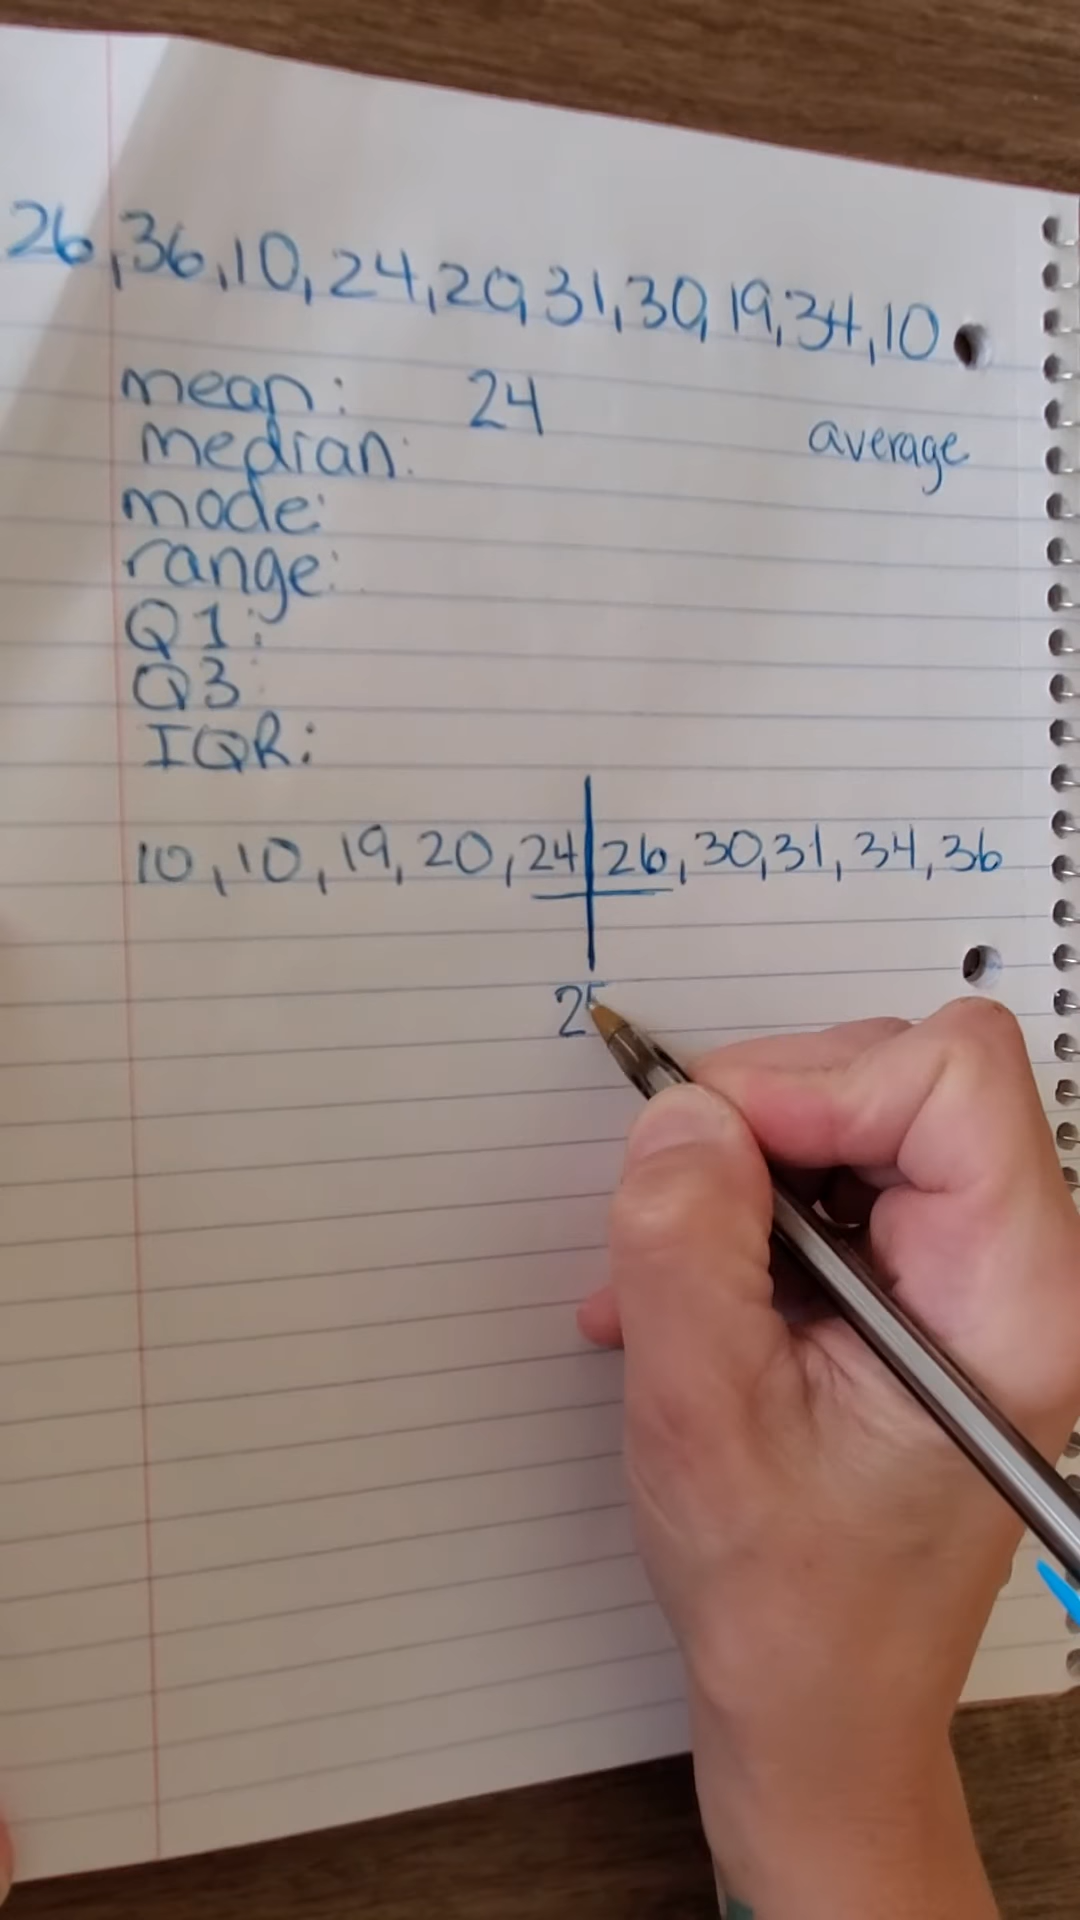 26, 36, 10, 24, 20, 31, 30, 19, 34, 10
mean: 24 average
median:
mode:
range:
Q1:
Q3
IQR:
10, 10, 19, 20, 24 | 26, 30, 31, 34, 36
25